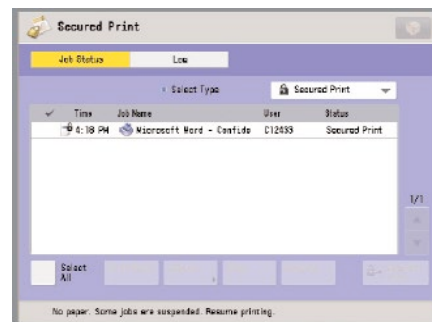 Secured Print
Job Status Log
Select Type Secured Print
Time Job Name User Status
4:18 PM Microsoft Word - Confide C12433 Secured Print
1/1
Select
All
No paper. Some jobs are suspended. Resume printing.